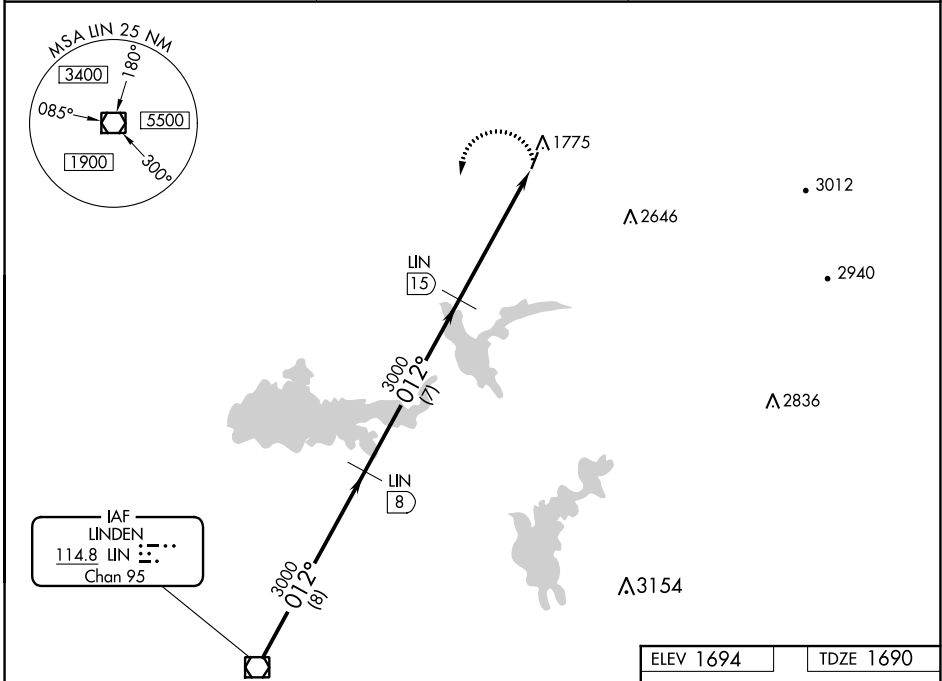 MSA LIN 25 NM
3400
180°
085°
5500
1900
300°
1775
3012
2646
LIN
15
2940
3000
012°
(7)
2836
LIN
8
IAF
LINDEN
114.8 LIN
Chan 95
3000
012°
(8)
3154
ELEV 1694
TDZE 1690